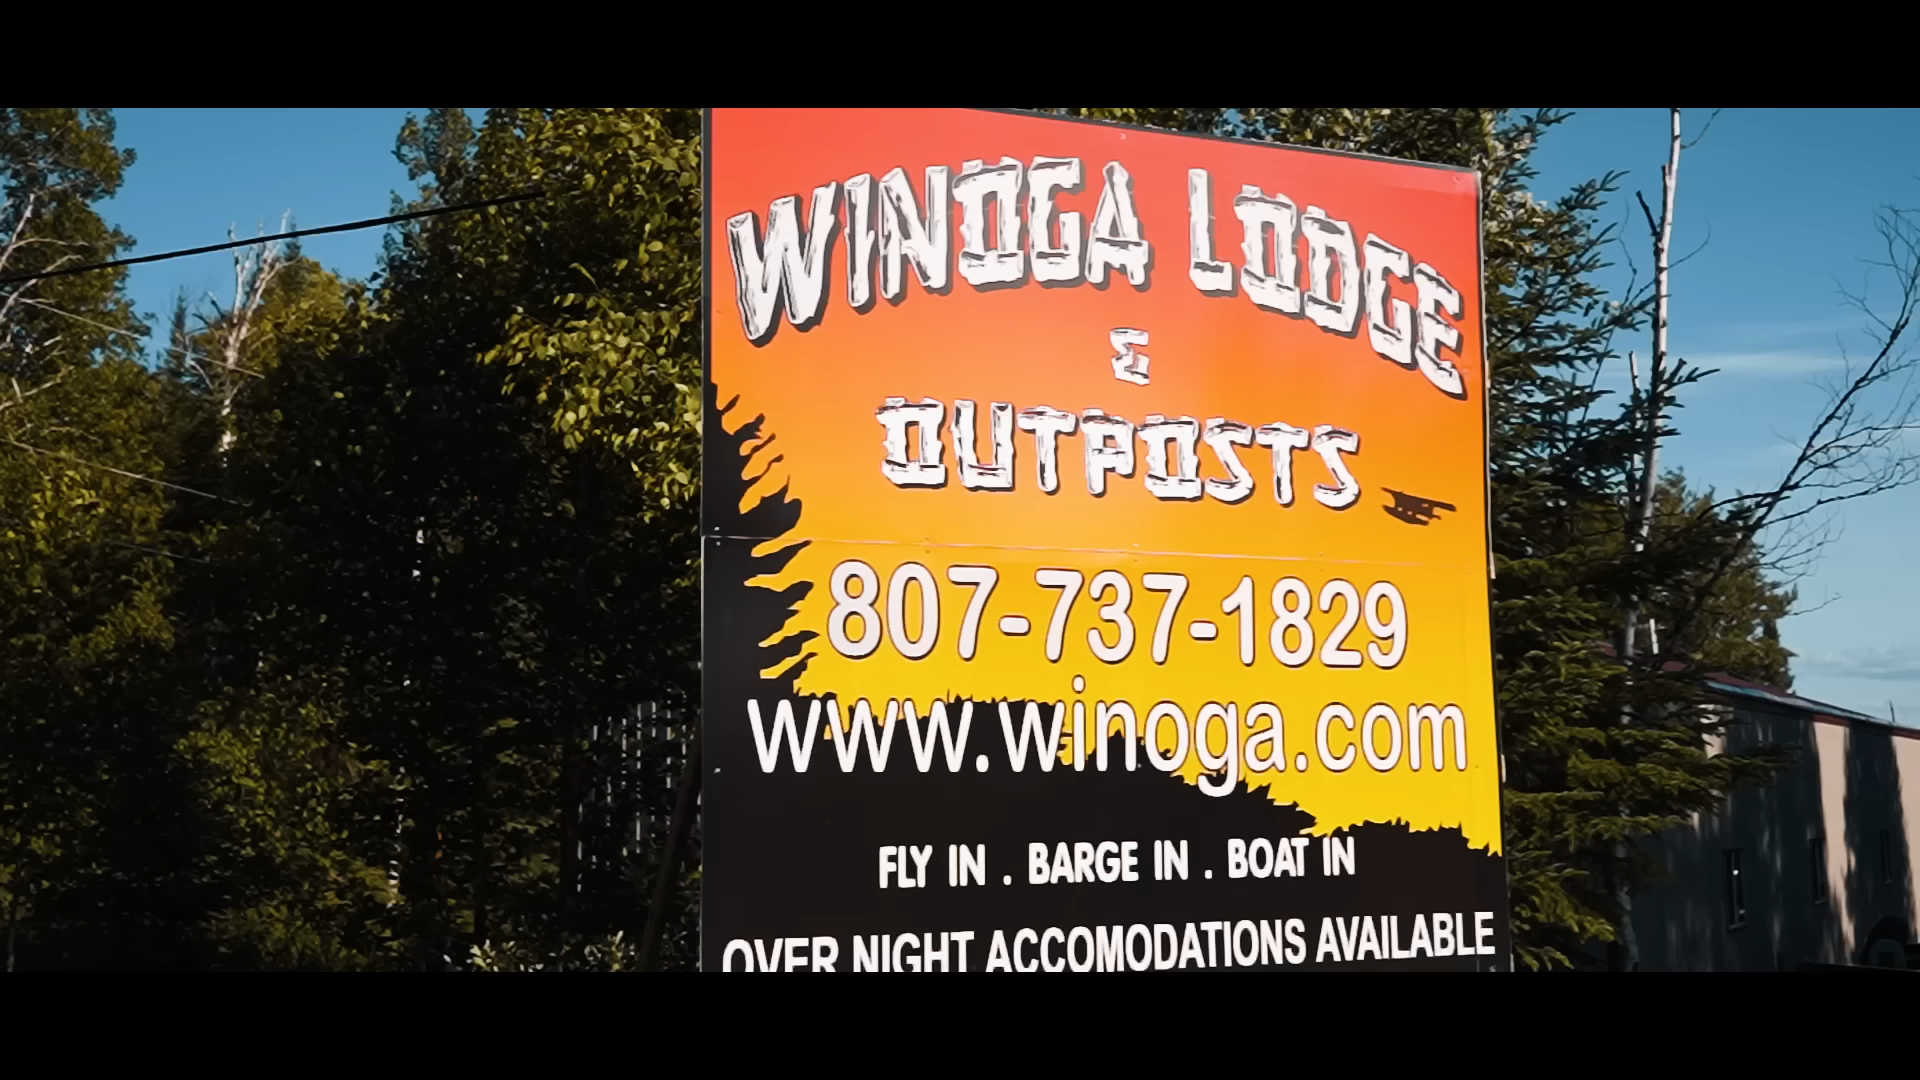 WINOGA LODGE
&
OUTPOSTS
807-737-1829
www.winoga.com
FLY IN . BARGE IN . BOAT IN
OVER NIGHT ACCOMODATIONS AVAILABLE